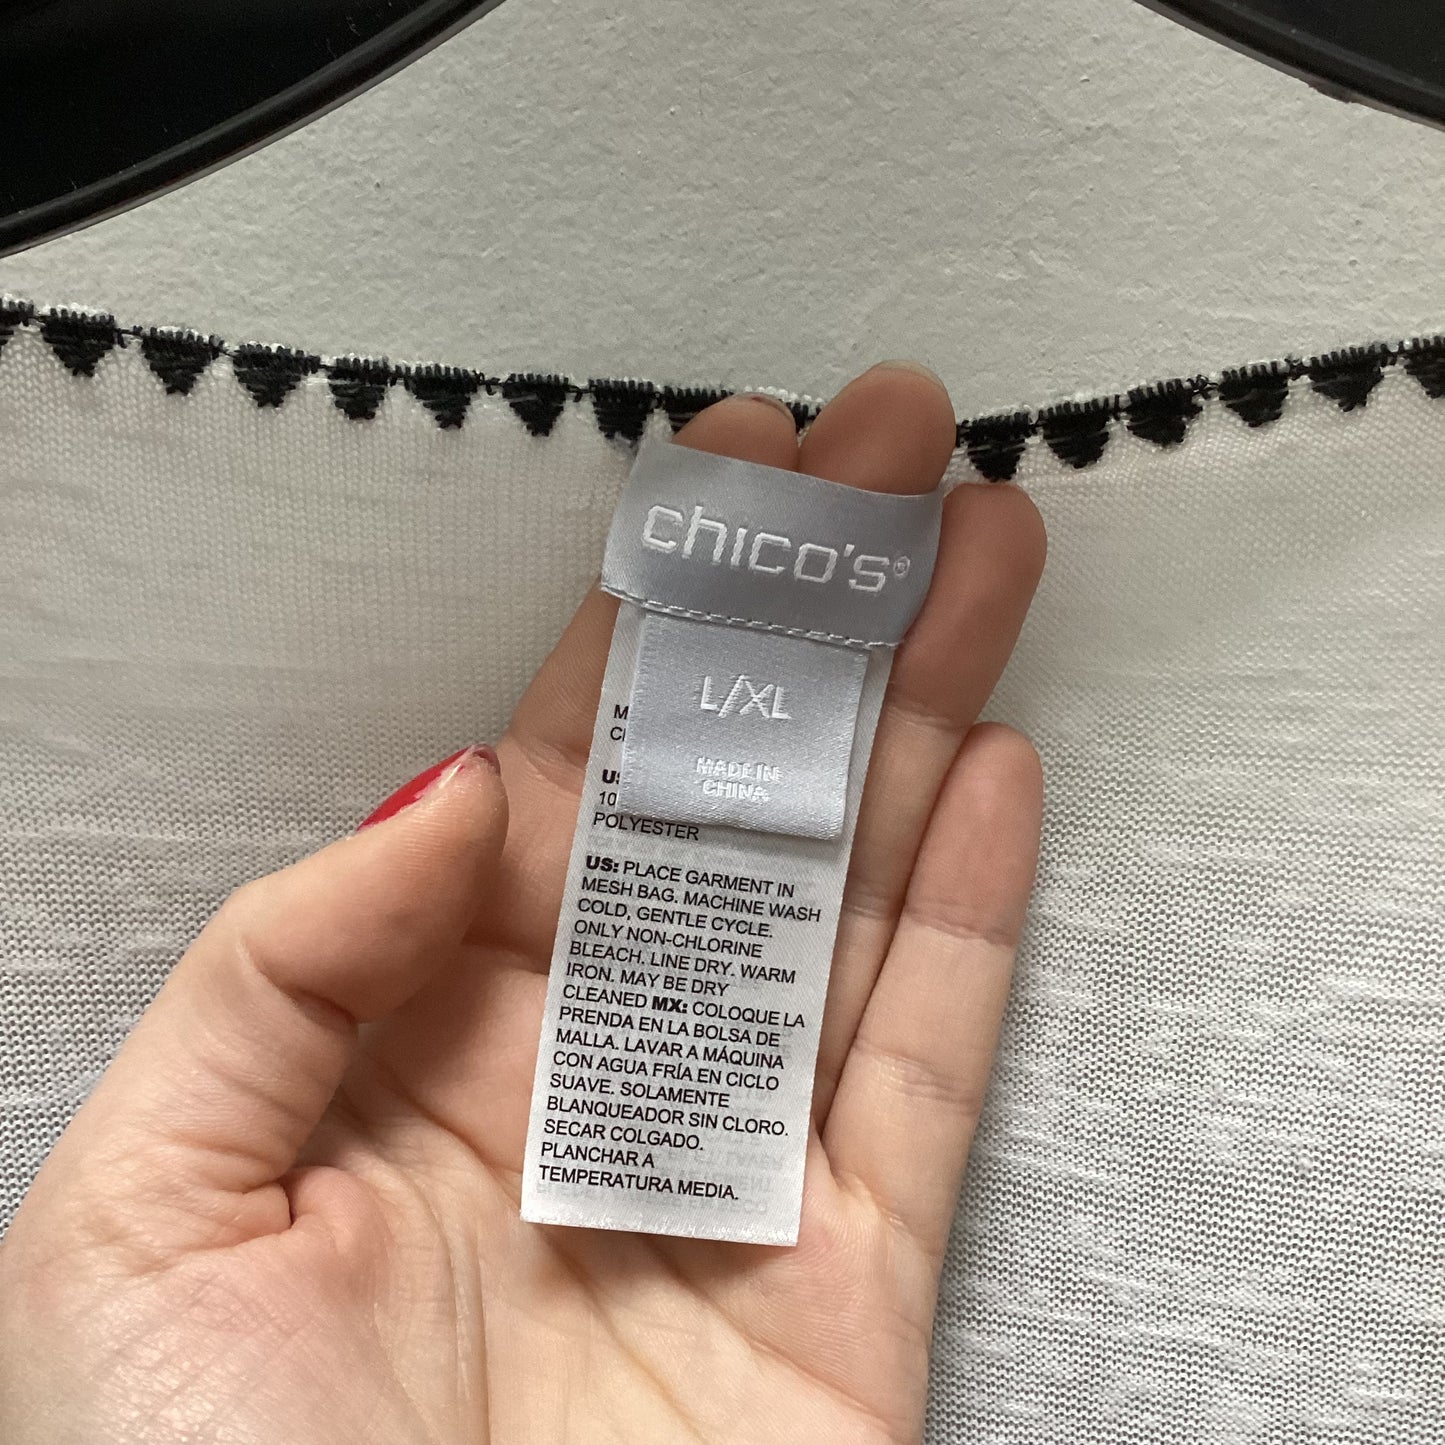 chico's®
L/XL
MADE IN
CHINA
POLYESTER
US: PLACE GARMENT IN
MESH BAG. MACHINE WASH
COLD, GENTLE CYCLE.
ONLY NON-CHLORINE
BLEACH. LINE DRY. WARM
IRON. MAY BE DRY
CLEANED MX: COLOQUE LA
PRENDA EN LA BOLSA DE
MALLA. LAVAR A MÁQUINA
CON AGUA FRÍA EN CICLO
SUAVE. SOLAMENTE
BLANQUEADOR SIN CLORO.
SECAR COLGADO.
PLANCHAR A
TEMPERATURA MEDIA.